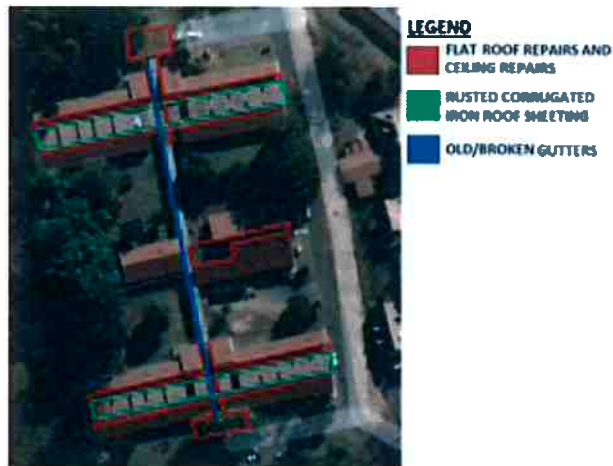 LEGEND
FLAT ROOF REPAIRS AND
CEILING REPAIRS
RUSTED CORRUGATED
IRON ROOF SHEETING
OLD/BROKEN GUTTERS